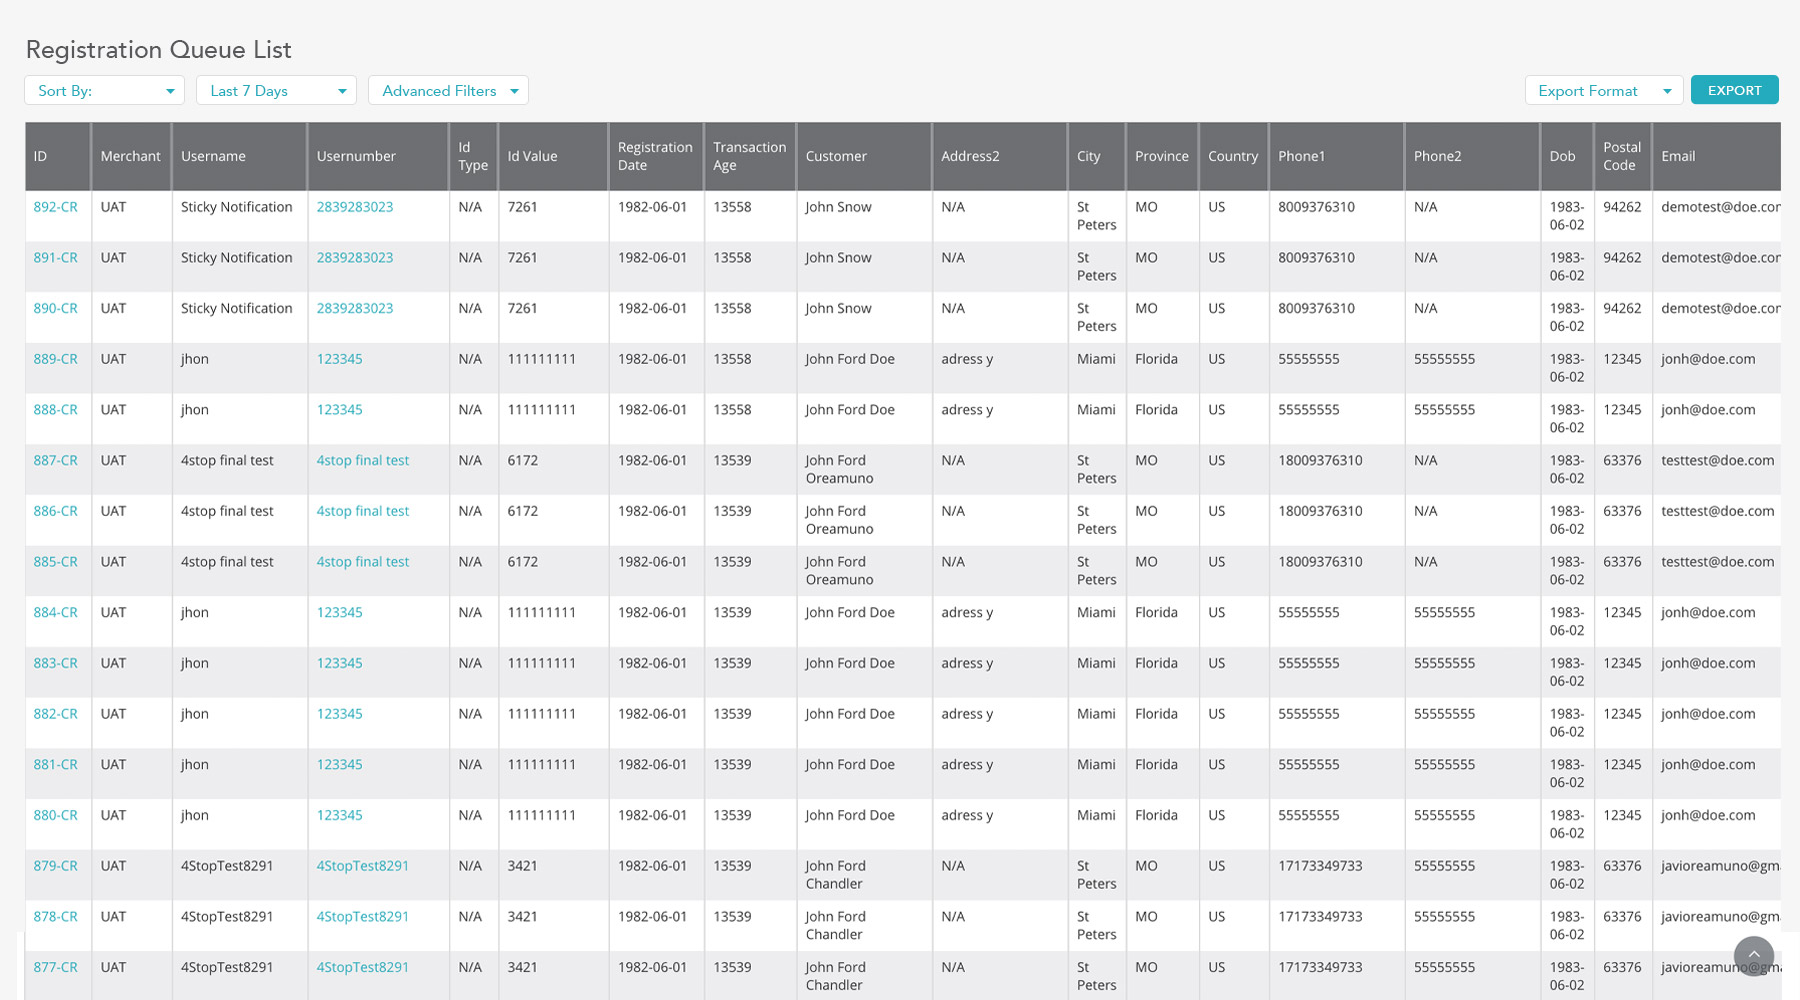 Registration Queue List
Sort By: Last 7 Days Advanced Filters Export Format EXPORT
ID Merchant Username Usernumber Id Type Id Value Registration Date Transaction Age Customer Address2 City Province Country Phone1 Phone2 Dob Postal Code Email
892-CR UAT Sticky Notification 2839283023 N/A 7261 1982-06-01 13558 John Snow N/A St Peters MO US 8009376310 N/A 1983-06-02 94262 demotest@doe.com
891-CR UAT Sticky Notification 2839283023 N/A 7261 1982-06-01 13558 John Snow N/A St Peters MO US 8009376310 N/A 1983-06-02 94262 demotest@doe.com
890-CR UAT Sticky Notification 2839283023 N/A 7261 1982-06-01 13558 John Snow N/A St Peters MO US 8009376310 N/A 1983-06-02 94262 demotest@doe.com
889-CR UAT jhon 123345 N/A 111111111 1982-06-01 13558 John Ford Doe adress y Miami Florida US 55555555 55555555 1983-06-02 12345 jonh@doe.com
888-CR UAT jhon 123345 N/A 111111111 1982-06-01 13558 John Ford Doe adress y Miami Florida US 55555555 55555555 1983-06-02 12345 jonh@doe.com
887-CR UAT 4stop final test 4stop final test N/A 6172 1982-06-01 13539 John Ford Oreamuno N/A St Peters MO US 18009376310 N/A 1983-06-02 63376 testtest@doe.com
886-CR UAT 4stop final test 4stop final test N/A 6172 1982-06-01 13539 John Ford Oreamuno N/A St Peters MO US 18009376310 N/A 1983-06-02 63376 testtest@doe.com
885-CR UAT 4stop final test 4stop final test N/A 6172 1982-06-01 13539 John Ford Oreamuno N/A St Peters MO US 18009376310 N/A 1983-06-02 63376 testtest@doe.com
884-CR UAT jhon 123345 N/A 111111111 1982-06-01 13539 John Ford Doe adress y Miami Florida US 55555555 55555555 1983-06-02 12345 jonh@doe.com
883-CR UAT jhon 123345 N/A 111111111 1982-06-01 13539 John Ford Doe adress y Miami Florida US 55555555 55555555 1983-06-02 12345 jonh@doe.com
882-CR UAT jhon 123345 N/A 111111111 1982-06-01 13539 John Ford Doe adress y Miami Florida US 55555555 55555555 1983-06-02 12345 jonh@doe.com
881-CR UAT jhon 123345 N/A 111111111 1982-06-01 13539 John Ford Doe adress y Miami Florida US 55555555 55555555 1983-06-02 12345 jonh@doe.com
880-CR UAT jhon 123345 N/A 111111111 1982-06-01 13539 John Ford Doe adress y Miami Florida US 55555555 55555555 1983-06-02 12345 jonh@doe.com
879-CR UAT 4StopTest8291 4StopTest8291 N/A 3421 1982-06-01 13539 John Ford Chandler N/A St Peters MO US 17173349733 55555555 1983-06-02 63376 javioreamuno@gm
878-CR UAT 4StopTest8291 4StopTest8291 N/A 3421 1982-06-01 13539 John Ford Chandler N/A St Peters MO US 17173349733 55555555 1983-06-02 63376 javioreamuno@gm
877-CR UAT 4StopTest8291 4StopTest8291 N/A 3421 1982-06-01 13539 John Ford Chandler N/A St Peters MO US 17173349733 55555555 1983-06-02 63376 javioreamuno@gm